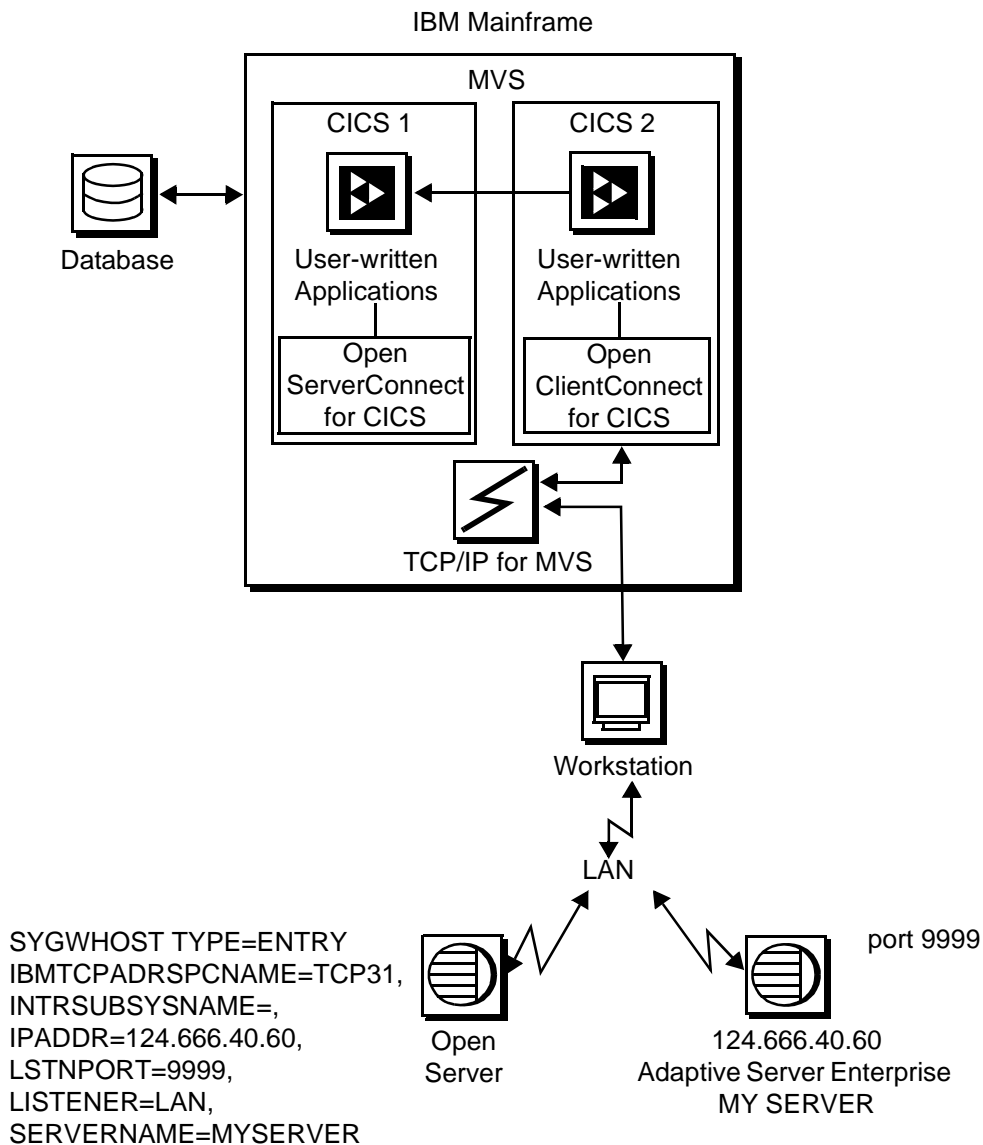 IBM Mainframe
MVS
CICS 1
CICS 2
Database
User-written
Applications
User-written
Applications
Open
ServerConnect
for CICS
Open
ClientConnect
for CICS
TCP/IP for MVS
Workstation
LAN
SYGWHOST TYPE=ENTRY
IBMTCPADRSPCNAME=TCP31,
INTRSUBSYSNAME=,
IPADDR=124.666.40.60,
LSTNPORT=9999,
LISTENER=LAN,
SERVERNAME=MYSERVER
Open
Server
port 9999
124.666.40.60
Adaptive Server Enterprise
MY SERVER